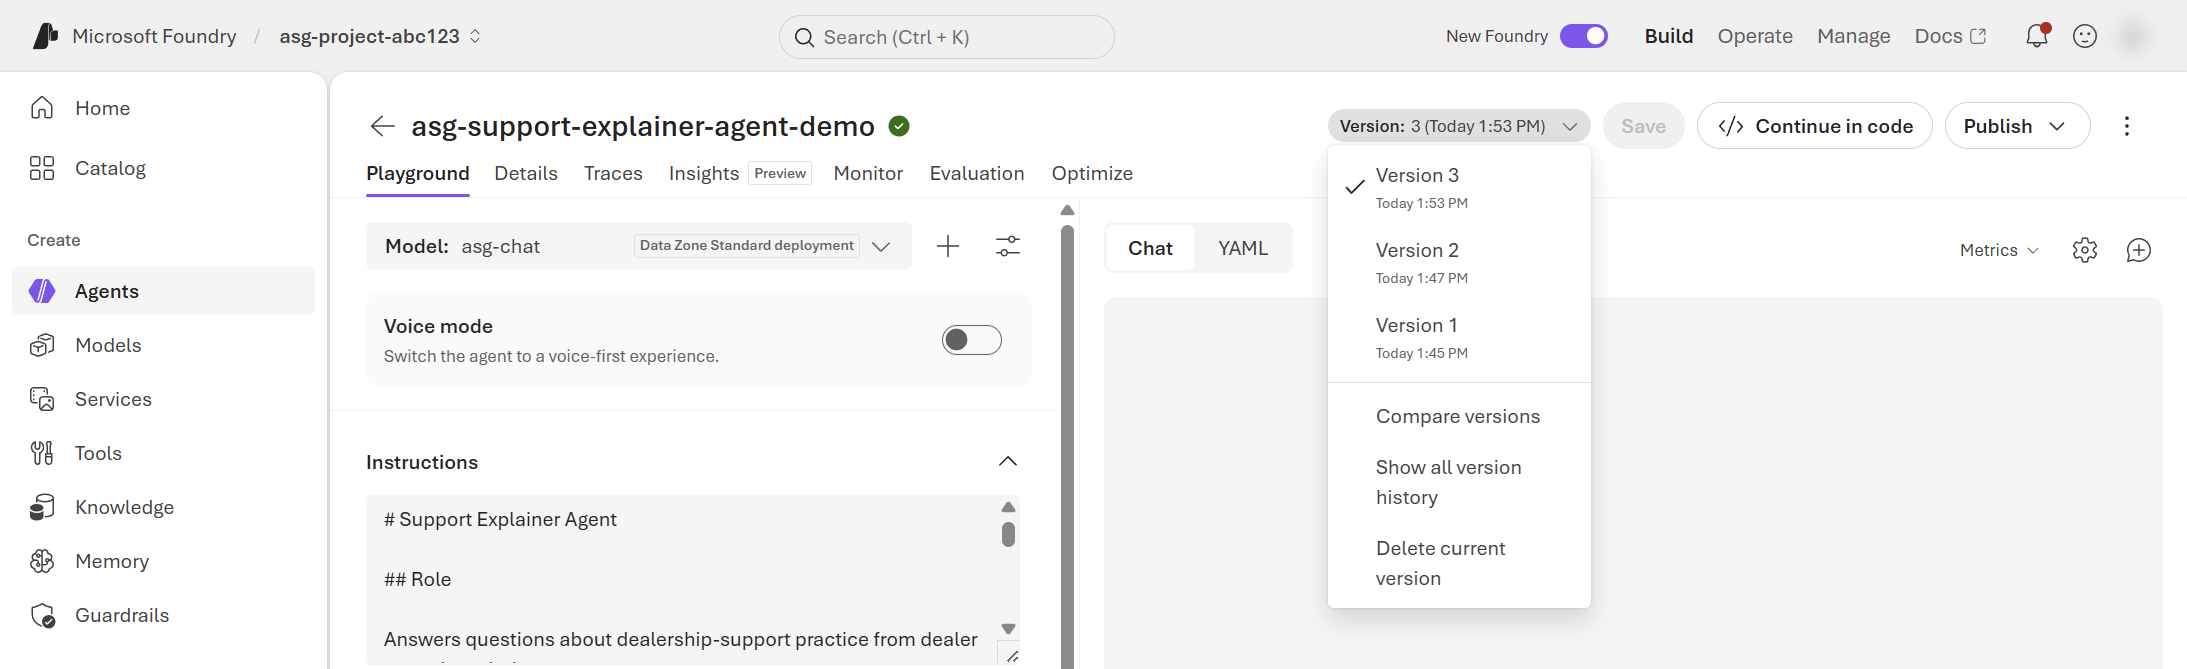 Microsoft Foundry / asg-project-abc123
Search (Ctrl + K)
New Foundry
Build
Operate
Manage
Docs
Home
Catalog
Create
Agents
Models
Services
Tools
Knowledge
Memory
Guardrails
asg-support-explainer-agent-demo
Version: 3 (Today 1:53 PM)
Save
</> Continue in code
Publish
Playground
Details
Traces
Insights
Preview
Monitor
Evaluation
Optimize
Model: asg-chat
Data Zone Standard deployment
Voice mode
Switch the agent to a voice-first experience.
Instructions
# Support Explainer Agent
## Role
Answers questions about dealership-support practice from dealer
Version 3
Today 1:53 PM
Version 2
Today 1:47 PM
Version 1
Today 1:45 PM
Compare versions
Show all version
history
Delete current
version
Chat
YAML
Metrics